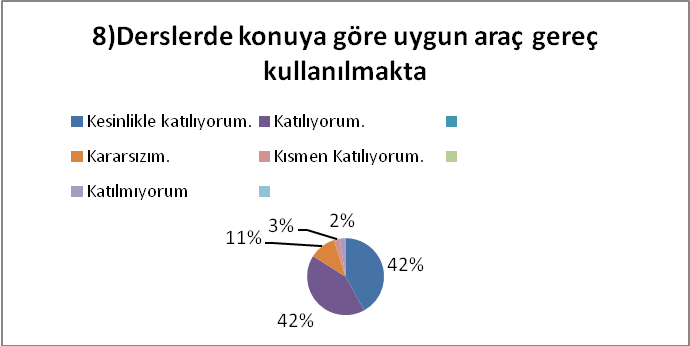 8)Derslerde konuya göre uygun araç gereç
kullanılmakta
Kesinlikle katılıyorum. Katılıyorum.
Kararsızım. Kısmen Katılıyorum.
Katılmıyorum
3% 2%
11%
42%
42%